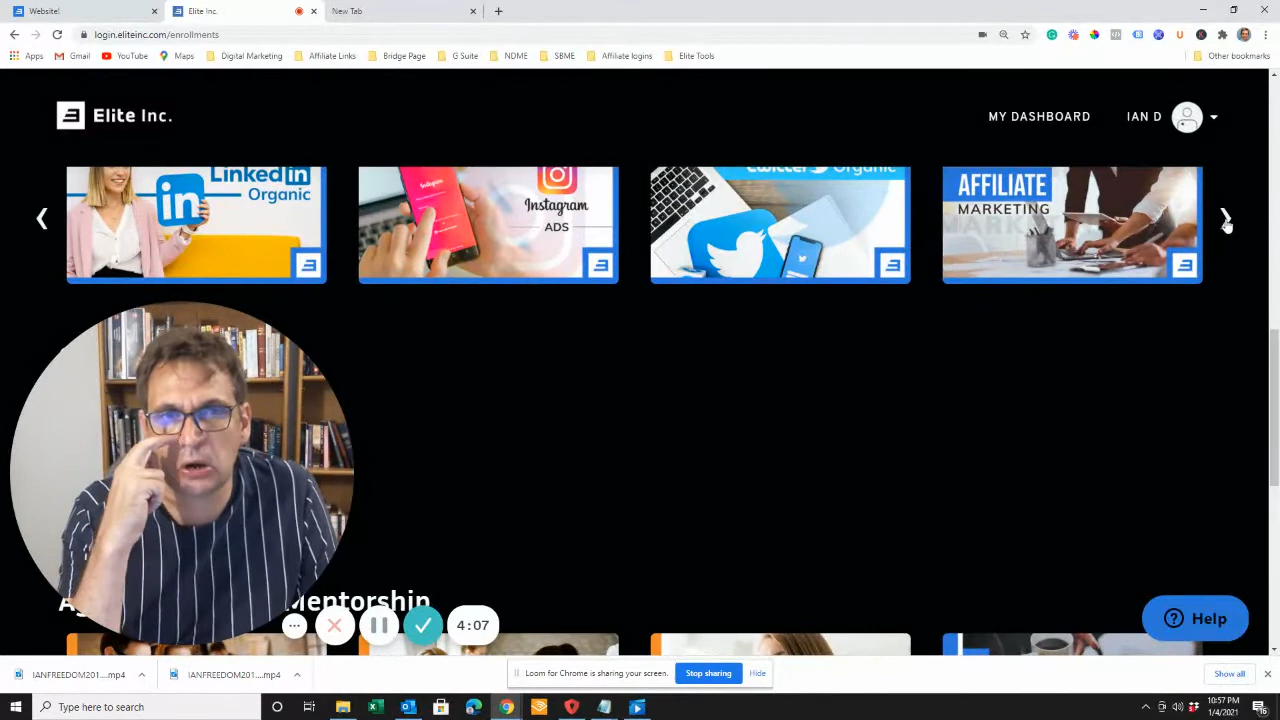 Website!
Elite Inc.
New Tab
login.eliteinc.com/enrollments
Apps
Gmail
YouTube
Maps
Digital Marketing
Affiliate Links
Bridge Page
G Suite
NDME
SBME
Affiliate logins
Elite Tools
Other bookmarks
Elite Inc.
MY DASHBOARD
IAN D
LinkedIn
Organic
Instagram
ADS
Twitter Organic
AFFILIATE
MARKETING
Mentorship
4:07
Help
IANFREEDOM201....mp4
IANFREEDOM201....mp4
Loom for Chrome is sharing your screen.
Stop sharing
Hide
Show all
Type here to search
10:57 PM
1/4/2021